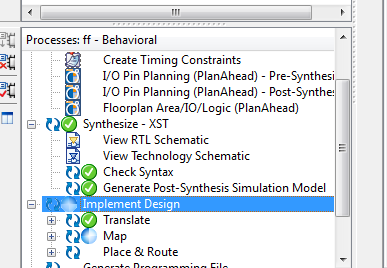 Processes: ff - Behavioral
Create Timing Constraints
I/O Pin Planning (PlanAhead) - Pre-Synthesi
I/O Pin Planning (PlanAhead) - Post-Synthes
Floorplan Area/IO/Logic (PlanAhead)
Synthesize - XST
View RTL Schematic
View Technology Schematic
Check Syntax
Generate Post-Synthesis Simulation Model
Implement Design
Translate
Map
Place & Route
Generate Programming File